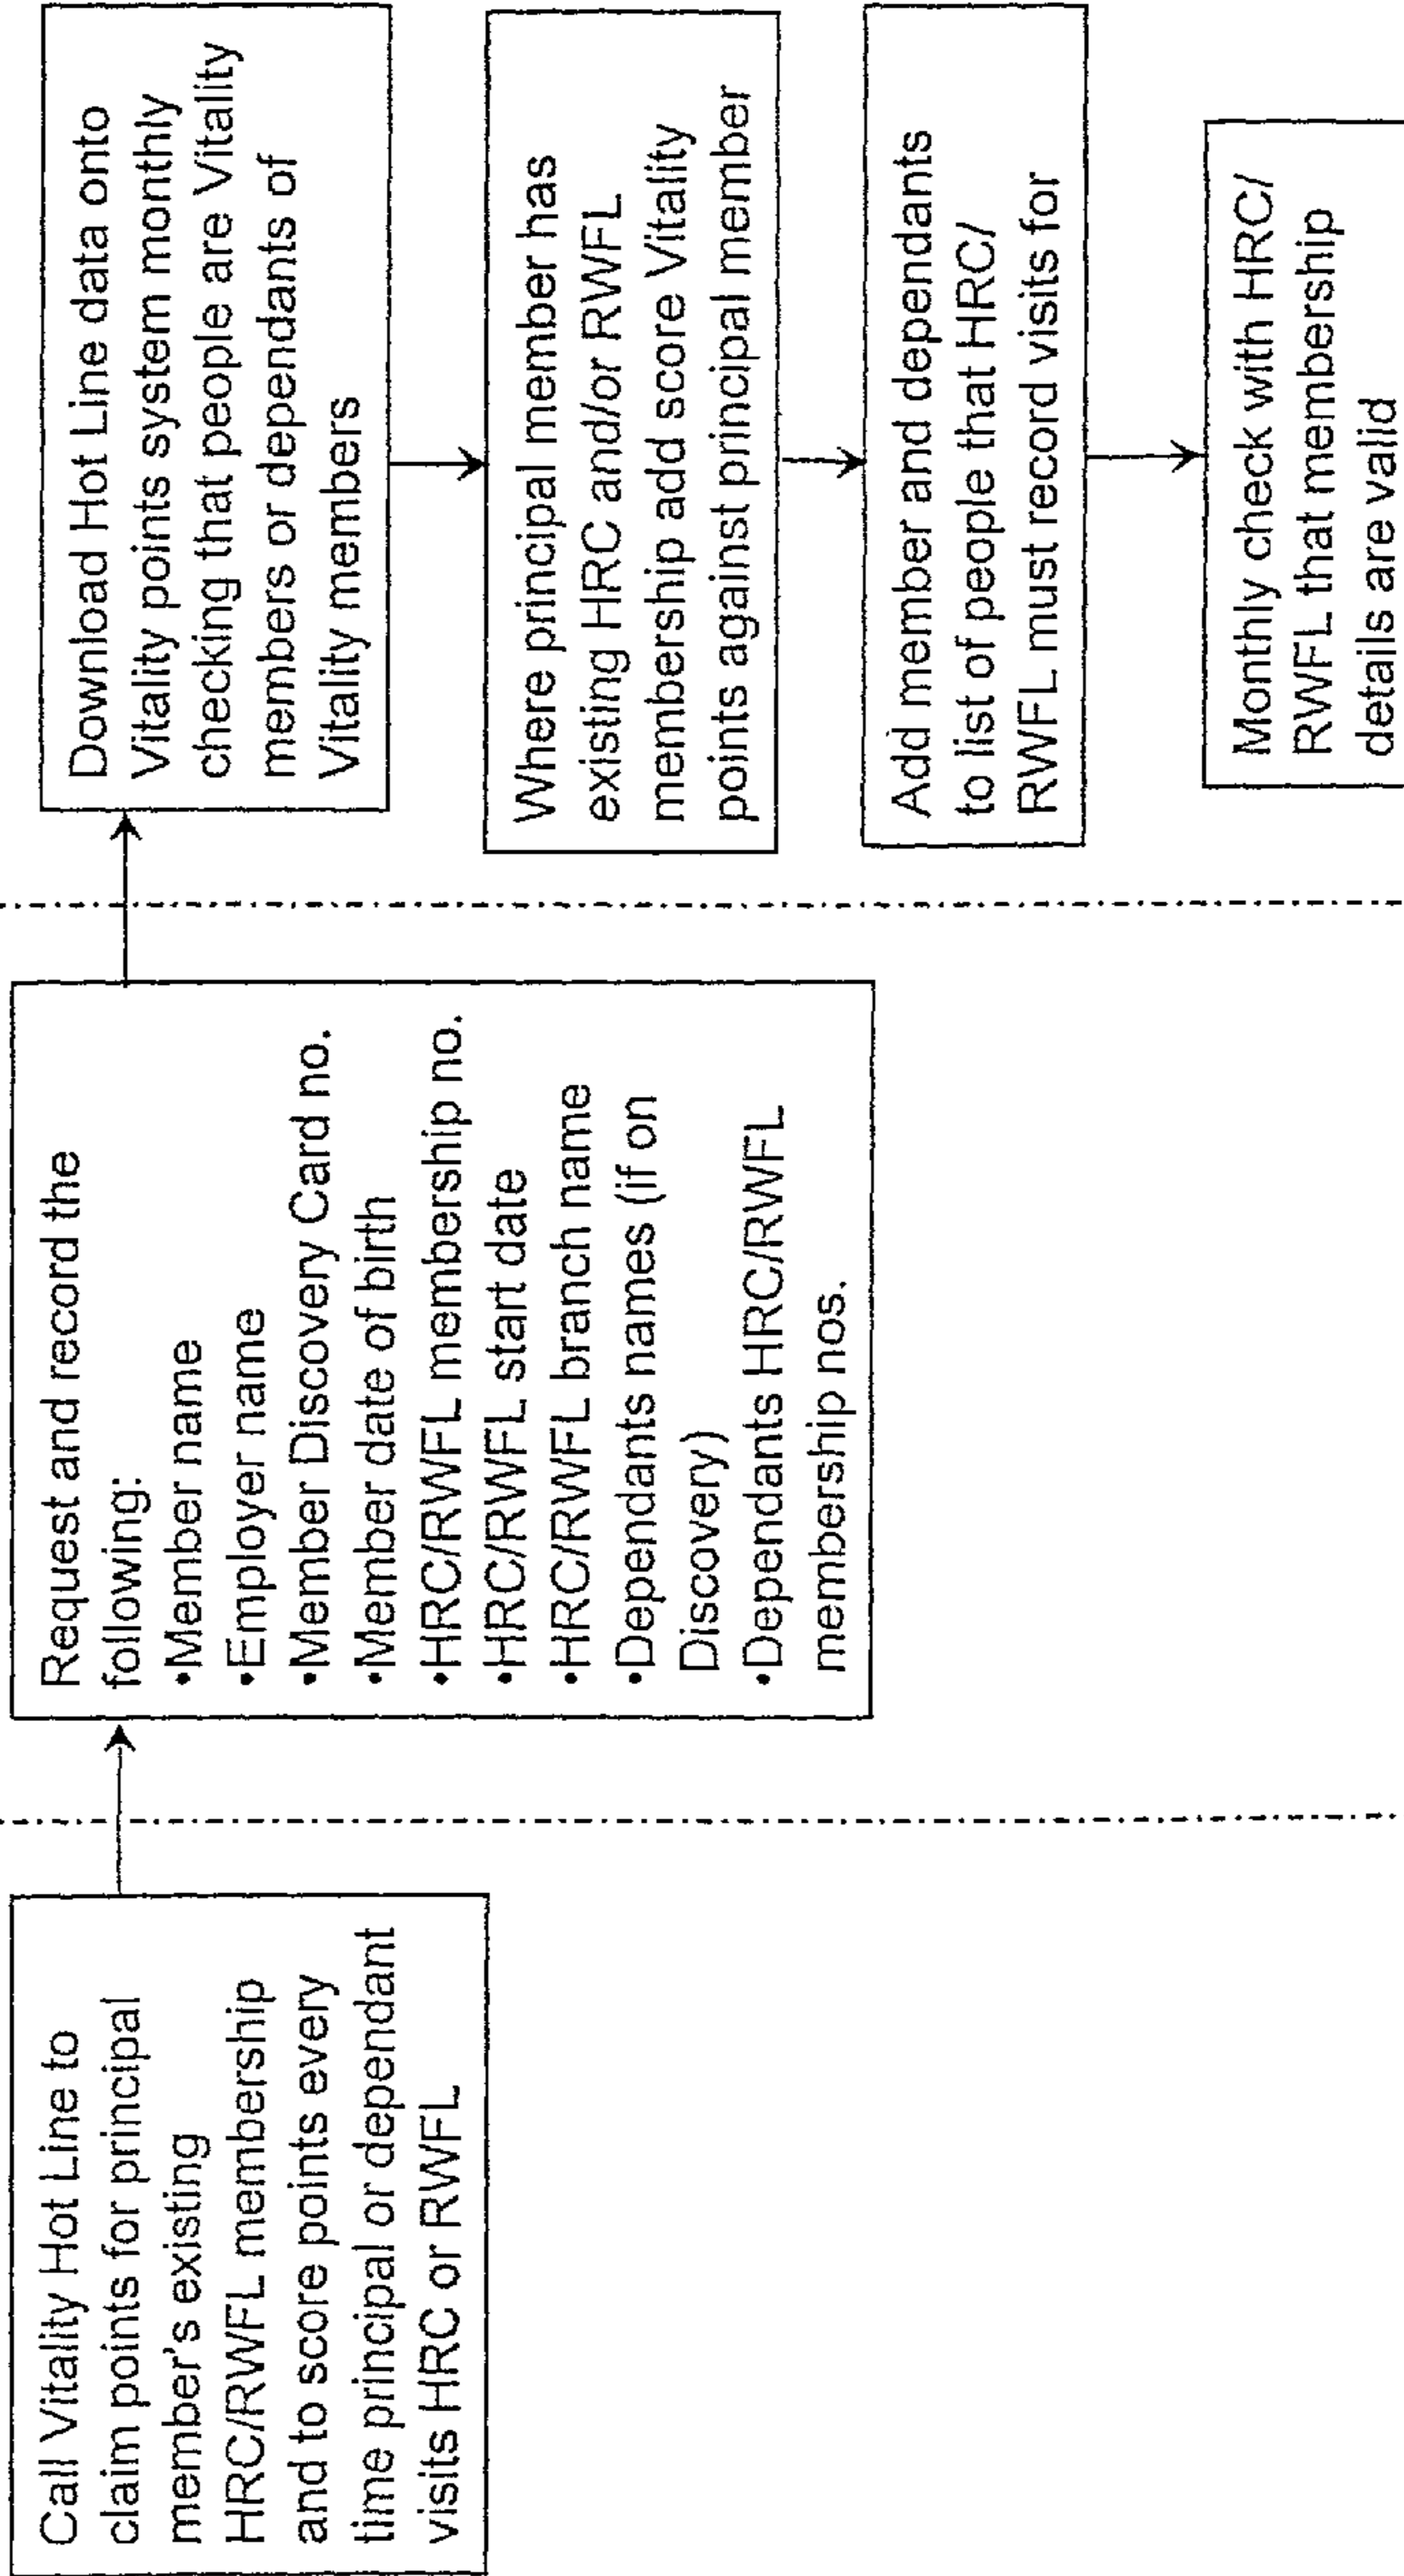 Call Vitality Hot Line to
claim points for principal
member's existing
HRC/RWFL membership
and to score points every
time principal or dependant
visits HRC or RWFL
Request and record the
following:
•Member name
•Employer name
•Member Discovery Card no.
•Member date of birth
•HRC/RWFL membership no.
•HRC/RWFL start date
•HRC/RWFL branch name
•Dependants names (if on
Discovery)
•Dependants HRC/RWFL
membership nos.
Download Hot Line data onto
Vitality points system monthly
checking that people are Vitality
members or dependants of
Vitality members
Where principal member has
existing HRC and/or RWFL
membership add score Vitality
points against principal member
Add member and dependants
to list of people that HRC/
RWFL must record visits for
Monthly check with HRC/
RWFL that membership
details are valid